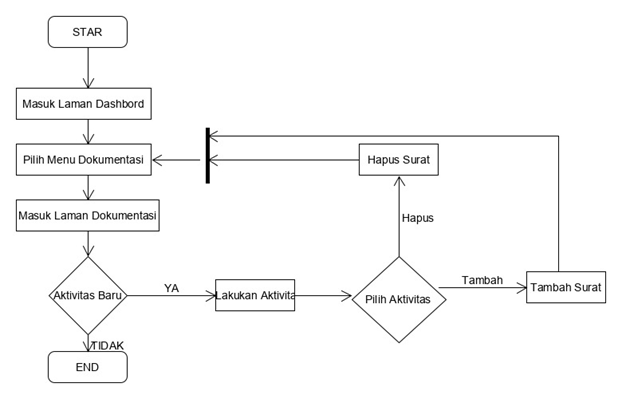 STAR
Masuk Laman Dashbord
Pilih Menu Dokumentasi
Hapus Surat
Masuk Laman Dokumentasi
Hapus
Aktivitas Baru
YA
Lakukan Aktivita
Pilih Aktivitas
Tambah
Tambah Surat
TIDAK
END